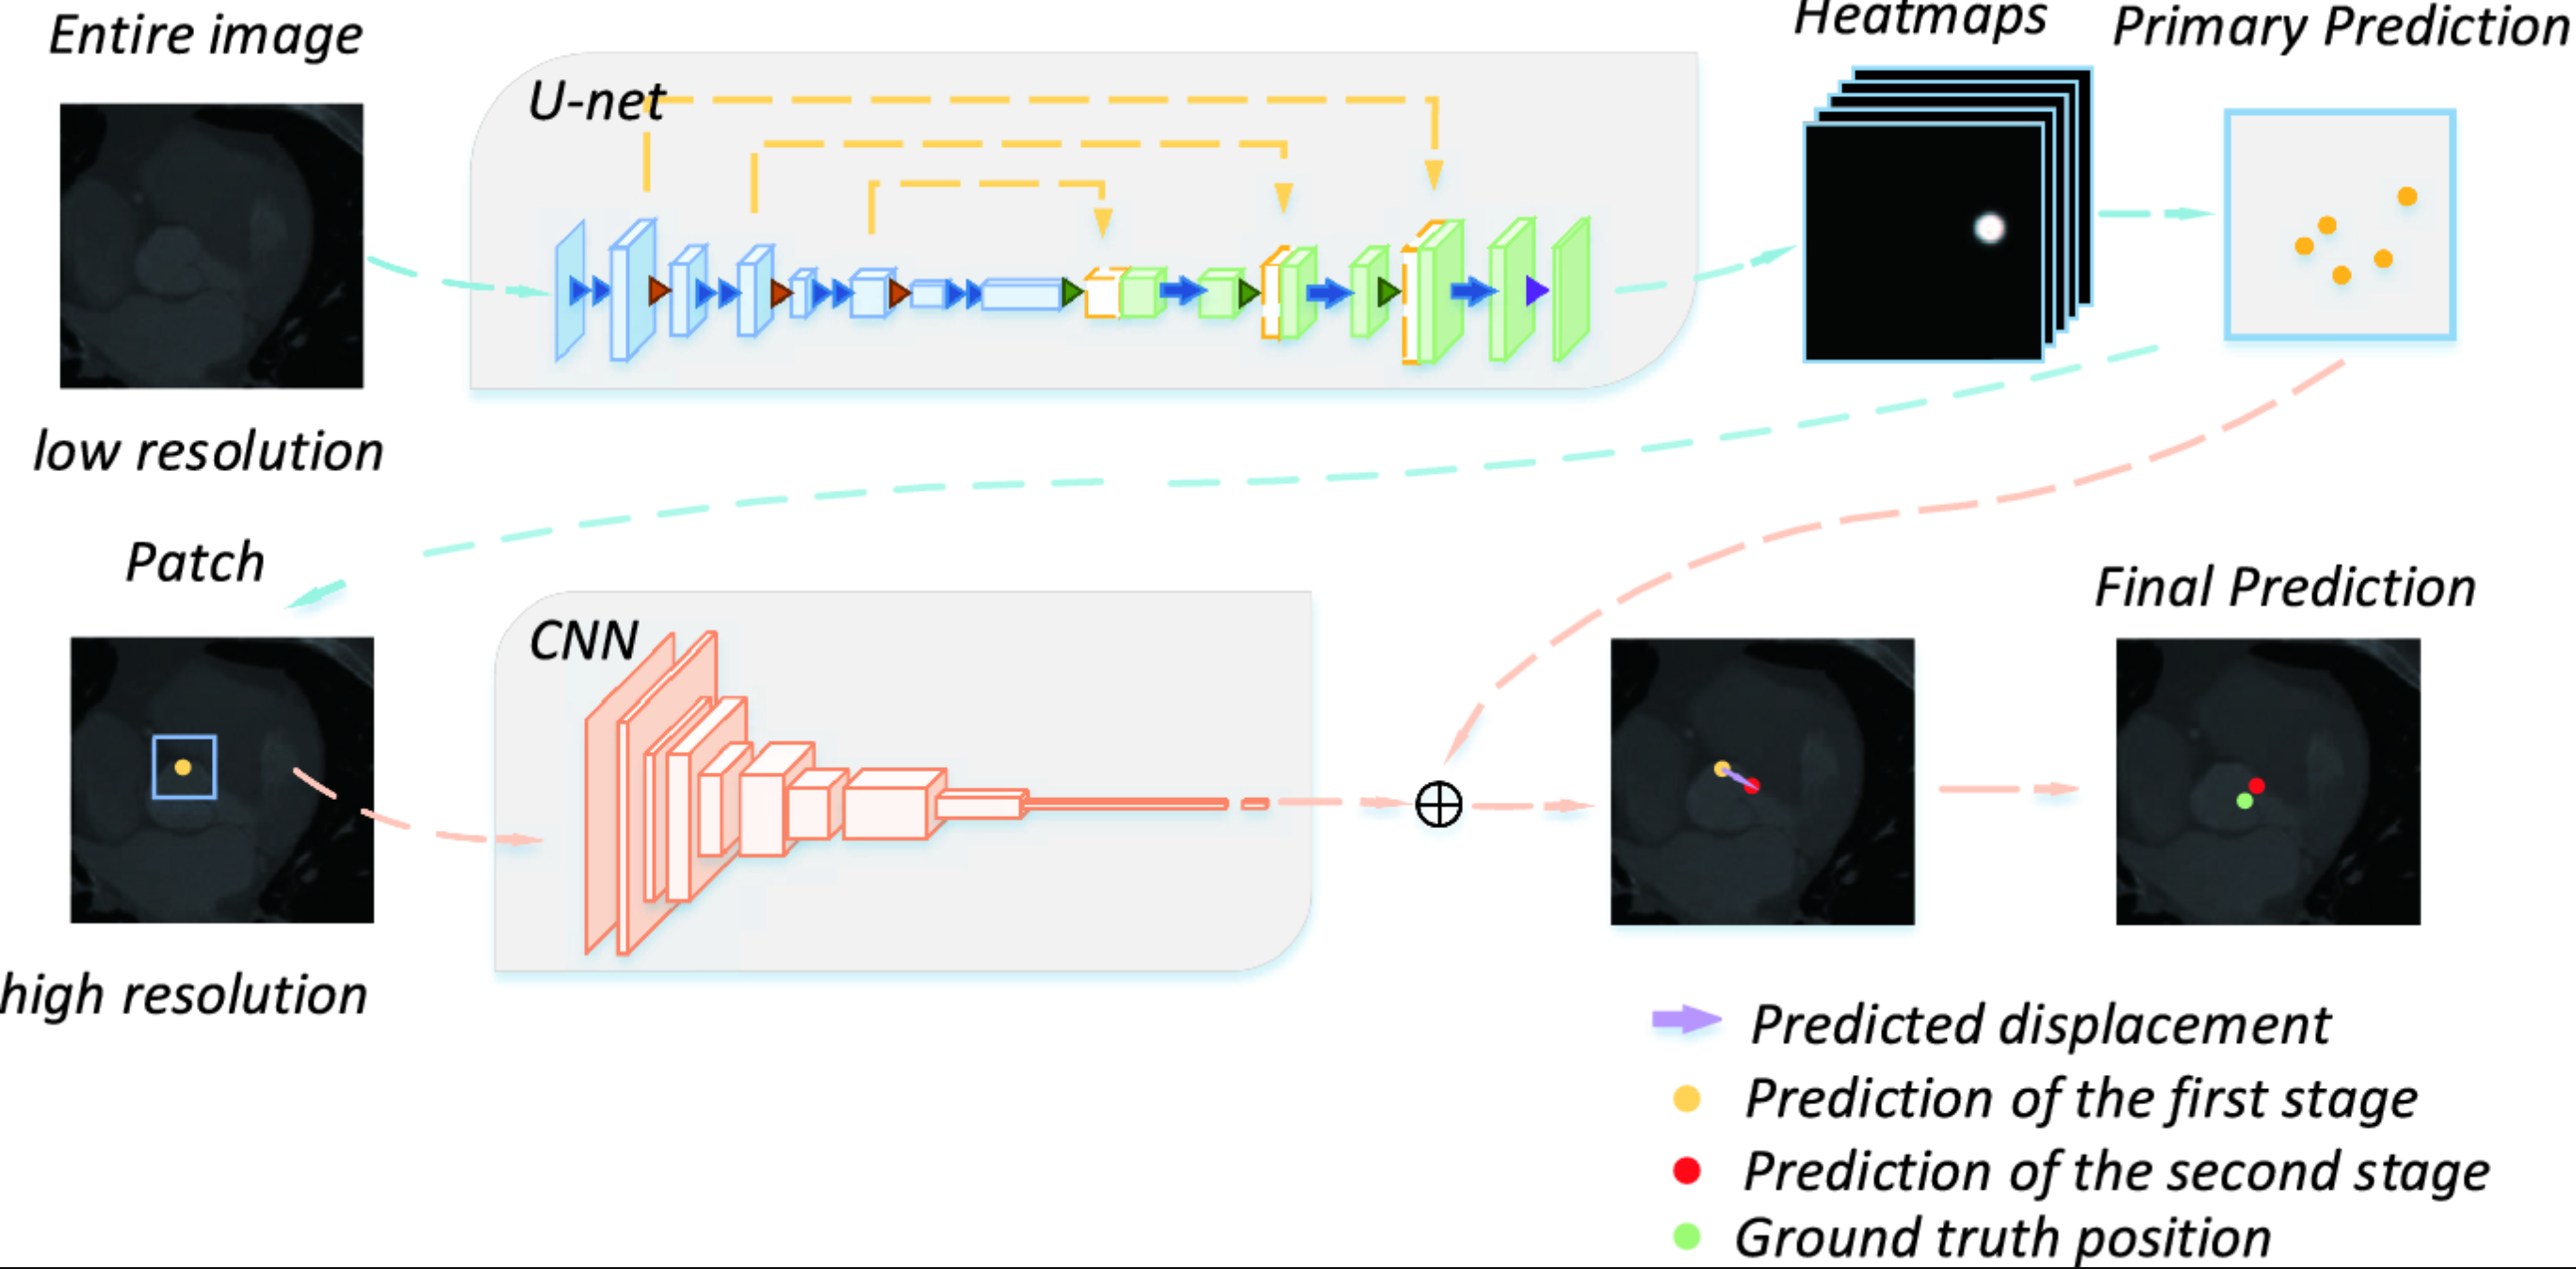 Entire image
U-net
Heatmaps
Primary Prediction
low resolution
Patch
CNN
Final Prediction
high resolution
Predicted displacement
Prediction of the first stage
Prediction of the second stage
Ground truth position